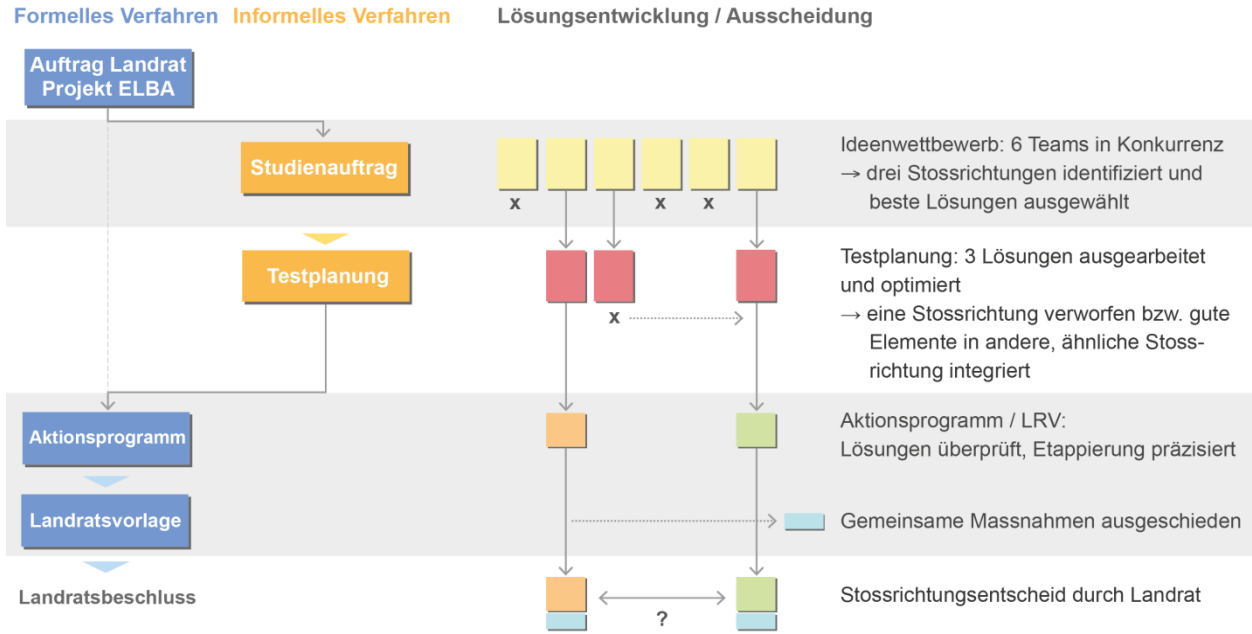 Formelles Verfahren Informelles Verfahren Lösungsentwicklung / Ausscheidung
Auftrag Landrat
Projekt ELBA
Studienauftrag
x x x
Ideenwettbewerb: 6 Teams in Konkurrenz
→ drei Stossrichtungen identifiziert und
beste Lösungen ausgewählt
Testplanung
x
Testplanung: 3 Lösungen ausgearbeitet
und optimiert
→ eine Stossrichtung verworfen bzw. gute
Elemente in andere, ähnliche Stoss-
richtung integriert
Aktionsprogramm
Aktionsprogramm / LRV:
Lösungen überprüft, Etappierung präzisiert
Landratsvorlage
Gemeinsame Massnahmen ausgeschieden
Landratsbeschluss
?
Stossrichtungsentscheid durch Landrat